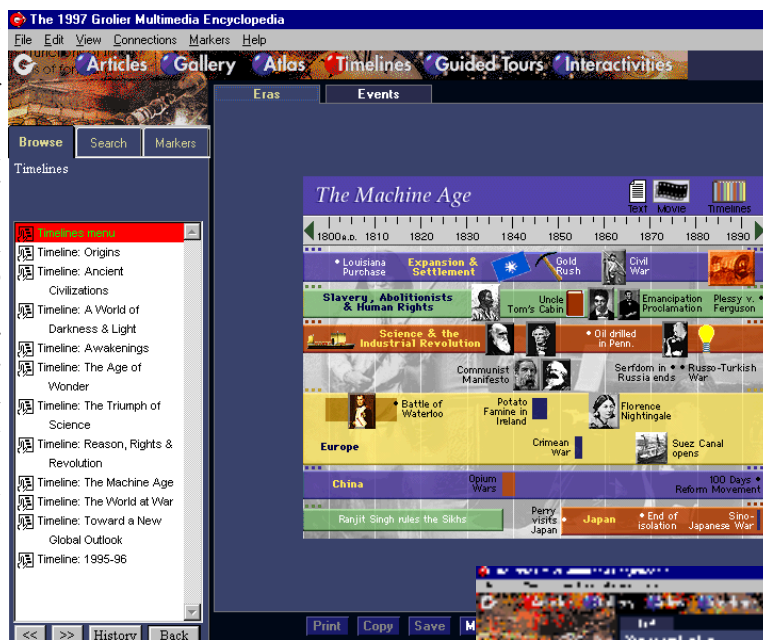 The 1997 Grolier Multimedia Encyclopedia
File Edit View Connections Markers Help
G Articles Gallery Atlas Timelines Guided Tours Interactivities
Eras Events
Browse Search Markers
Timelines
Timelines menu
Timeline: Origins
Timeline: Ancient
Civilizations
Timeline: A World of
Darkness & Light
Timeline: Awakenings
Timeline: The Age of
Wonder
Timeline: The Triumph of
Science
Timeline: Reason, Rights &
Revolution
Timeline: The Machine Age
Timeline: The World at War
Timeline: Toward a New
Global Outlook
Timeline: 1995-96
<< >> History Back
The Machine Age
Text Movie Timelines
1800A.D. 1810 1820 1830 1840 1850 1860 1870 1880 1890
• Louisiana
Purchase
Expansion &
Settlement
Gold
Rush
Civil
War
Slavery, Abolitionists
& Human Rights
Uncle
Tom's Cabin
Emancipation
Proclamation
Plessy v. •
Ferguson
Science & the
Industrial Revolution
• Oil drilled
in Penn.
Communist
Manifesto
Serfdom in •
Russia ends
• Russo-Turkish
War
• Battle of
Waterloo
Potato
Famine in
Ireland
Florence
Nightingale
Europe
Crimean
War
Suez Canal
opens
China
Opium
Wars
100 Days •
Reform Movement
Ranjit Singh rules the Sikhs
Perry
visits
Japan
Japan
• End of
isolation
Sino-
Japanese War
Print Copy Save